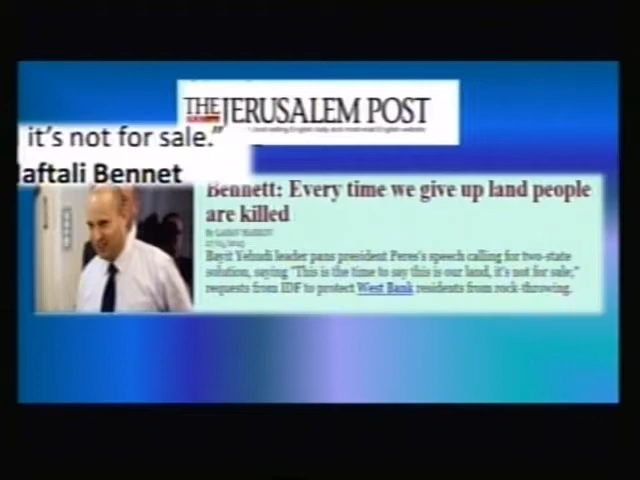 THE JERUSALEM POST
it's not for sale."
aftali Bennet
Bennett: Every time we give up land people
are killed
Bayit Yehudi leader pans president Peres's speech calling for two-state
solution, saying "This is the time to say this is our land, it's not for sale;"
requests from IDF to protect West Bank residents from rock-throwing.